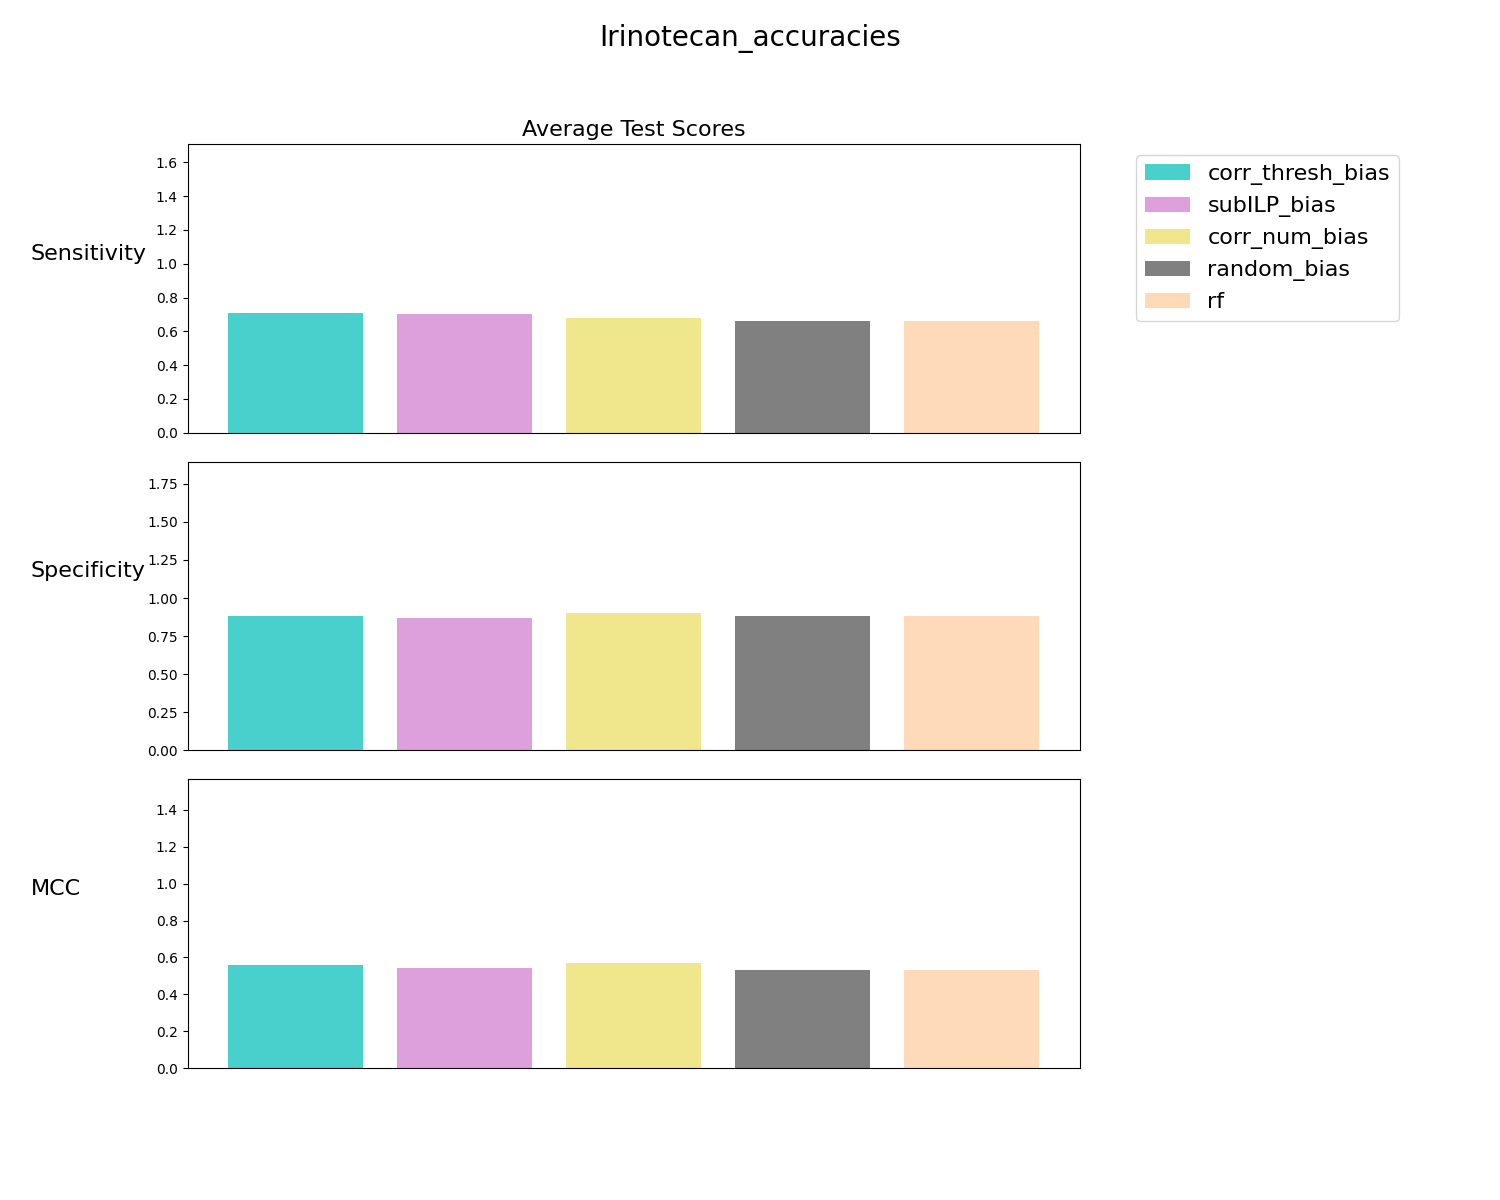 Irinotecan_accuracies
Average Test Scores
Sensitivity
1.6
1.4
1.2
1.0
0.8
0.6
0.4
0.2
0.0
corr_thresh_bias
subILP_bias
corr_num_bias
random_bias
rf
Specificity
1.75
1.50
1.25
1.00
0.75
0.50
0.25
0.00
MCC
1.4
1.2
1.0
0.8
0.6
0.4
0.2
0.0